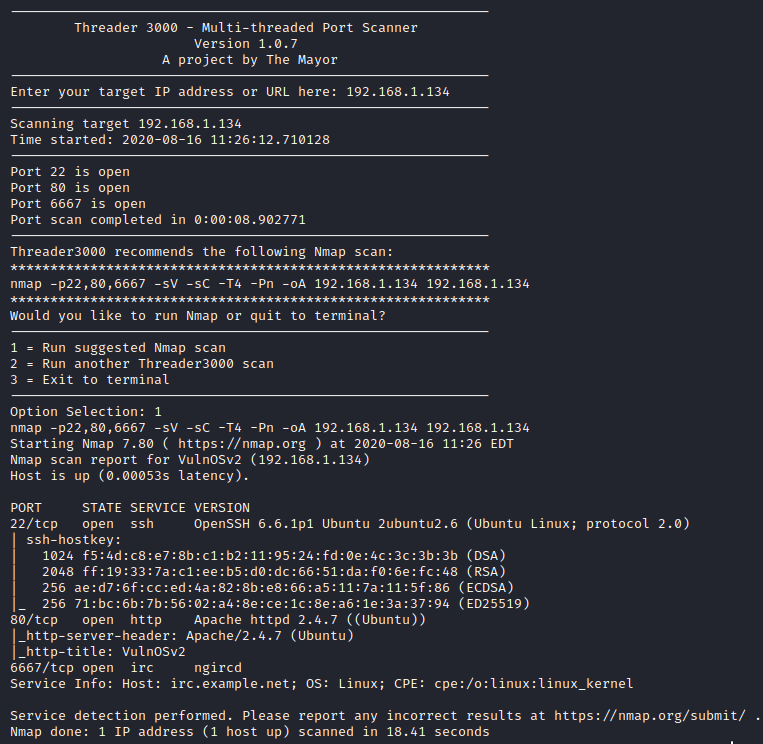 Threader 3000 - Multi-threaded Port Scanner
Version 1.0.7
A project by The Mayor
Enter your target IP address or URL here: 192.168.1.134
Scanning target 192.168.1.134
Time started: 2020-08-16 11:26:12.710128
Port 22 is open
Port 80 is open
Port 6667 is open
Port scan completed in 0:00:08.902771
Threader3000 recommends the following Nmap scan:
************************************************************
nmap -p22,80,6667 -sV -sC -T4 -Pn -oA 192.168.1.134 192.168.1.134
************************************************************
Would you like to run Nmap or quit to terminal?
1 = Run suggested Nmap scan
2 = Run another Threader3000 scan
3 = Exit to terminal
Option Selection: 1
nmap -p22,80,6667 -sV -sC -T4 -Pn -oA 192.168.1.134 192.168.1.134
Starting Nmap 7.80 ( https://nmap.org ) at 2020-08-16 11:26 EDT
Nmap scan report for VulnOSv2 (192.168.1.134)
Host is up (0.00053s latency).
PORT     STATE SERVICE VERSION
22/tcp   open  ssh     OpenSSH 6.6.1p1 Ubuntu 2ubuntu2.6 (Ubuntu Linux; protocol 2.0)
| ssh-hostkey:
|   1024 f5:4d:c8:e7:8b:c1:b2:11:95:24:fd:0e:4c:3c:3b:3b (DSA)
|   2048 ff:19:33:7a:c1:ee:b5:d0:dc:66:51:da:f0:6e:fc:48 (RSA)
|   256 ae:d7:6f:cc:ed:4a:82:8b:e8:66:a5:11:7a:11:5f:86 (ECDSA)
|_  256 71:bc:6b:7b:56:02:a4:8e:ce:1c:8e:a6:1e:3a:37:94 (ED25519)
80/tcp   open  http    Apache httpd 2.4.7 ((Ubuntu))
|_http-server-header: Apache/2.4.7 (Ubuntu)
|_http-title: VulnOSv2
6667/tcp open  irc     ngircd
Service Info: Host: irc.example.net; OS: Linux; CPE: cpe:/o:linux:linux_kernel
Service detection performed. Please report any incorrect results at https://nmap.org/submit/ .
Nmap done: 1 IP address (1 host up) scanned in 18.41 seconds